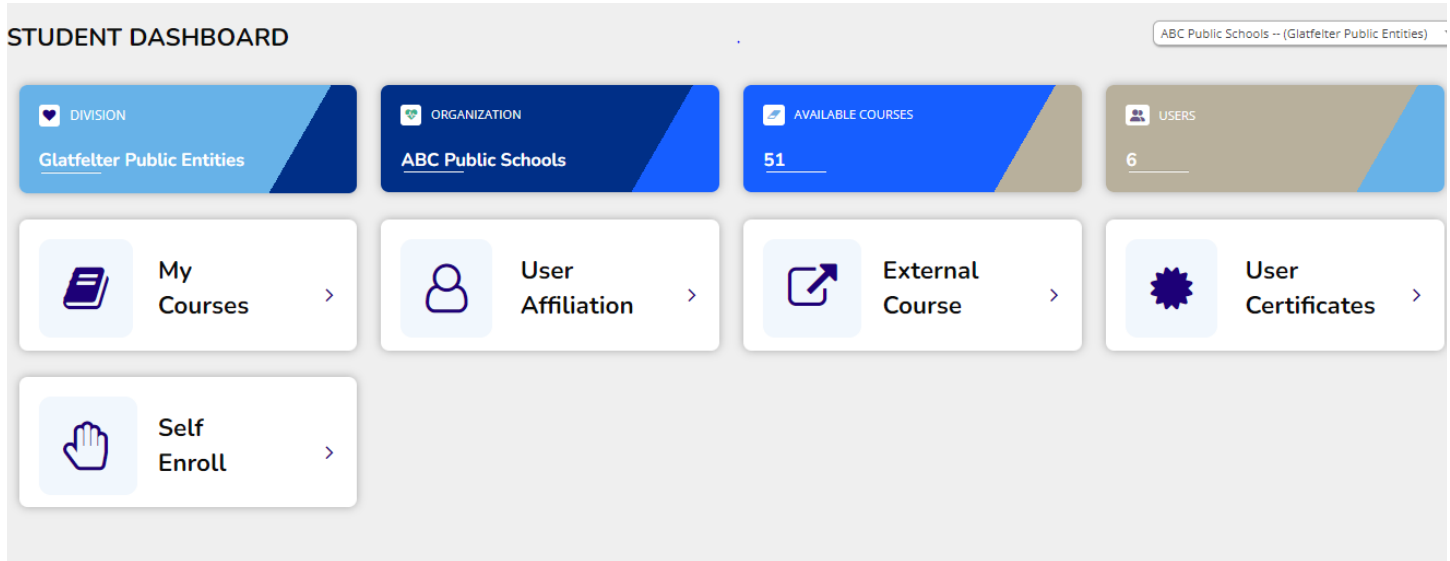 STUDENT DASHBOARD
ABC Public Schools -- (Glatfelter Public Entities)
DIVISION
Glatfelter Public Entities
ORGANIZATION
ABC Public Schools
AVAILABLE COURSES
51
USERS
6
My
Courses
User
Affiliation
External
Course
User
Certificates
Self
Enroll